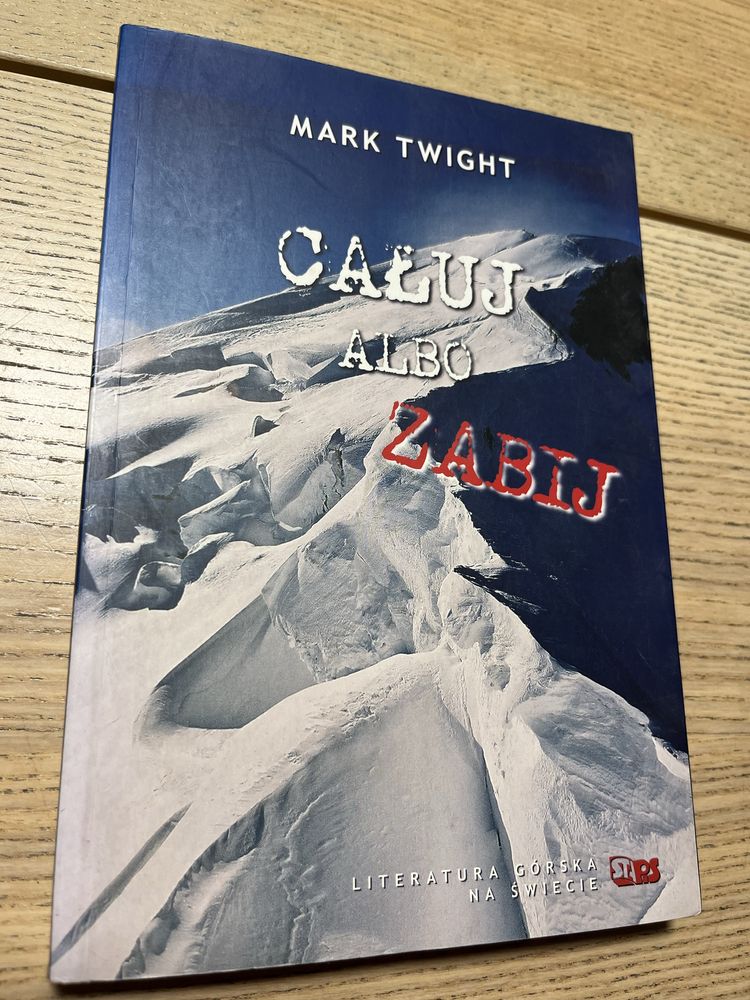 MARK TWIGHT
CAŁUJ
ALBO
ZABIJ
LITERATURA GÓRSKA
NA ŚWIECIE